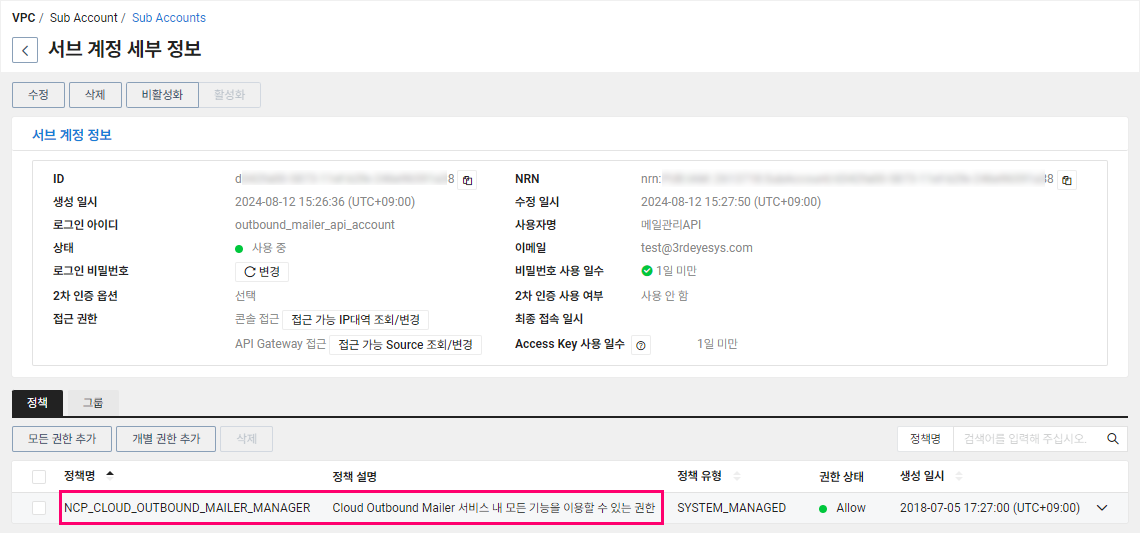 VPC / Sub Account / Sub Accounts
서브 계정 세부 정보
수정 삭제 비활성화 활성화
서브 계정 정보
ID d 8 NRN nrn: 38
생성 일시 2024-08-12 15:26:36 (UTC+09:00) 수정 일시 2024-08-12 15:27:50 (UTC+09:00)
로그인 아이디 outbound_mailer_api_account 사용자명 메일관리API
상태 사용 중 이메일 test@3rdeyesys.com
로그인 비밀번호 변경 비밀번호 사용 일수 1일 미만
2차 인증 옵션 선택 2차 인증 사용 여부 사용 안 함
접근 권한 콘솔 접근 접근 가능 IP대역 조회/변경 최종 접속 일시
API Gateway 접근 접근 가능 Source 조회/변경 Access Key 사용 일수 1일 미만
정책 그룹
모든 권한 추가 개별 권한 추가 삭제 정책명 검색어를 입력해 주십시오.
정책명 정책 설명 정책 유형 권한 상태 생성 일시
NCP_CLOUD_OUTBOUND_MAILER_MANAGER Cloud Outbound Mailer 서비스 내 모든 기능을 이용할 수 있는 권한 SYSTEM_MANAGED Allow 2018-07-05 17:27:00 (UTC+09:00)